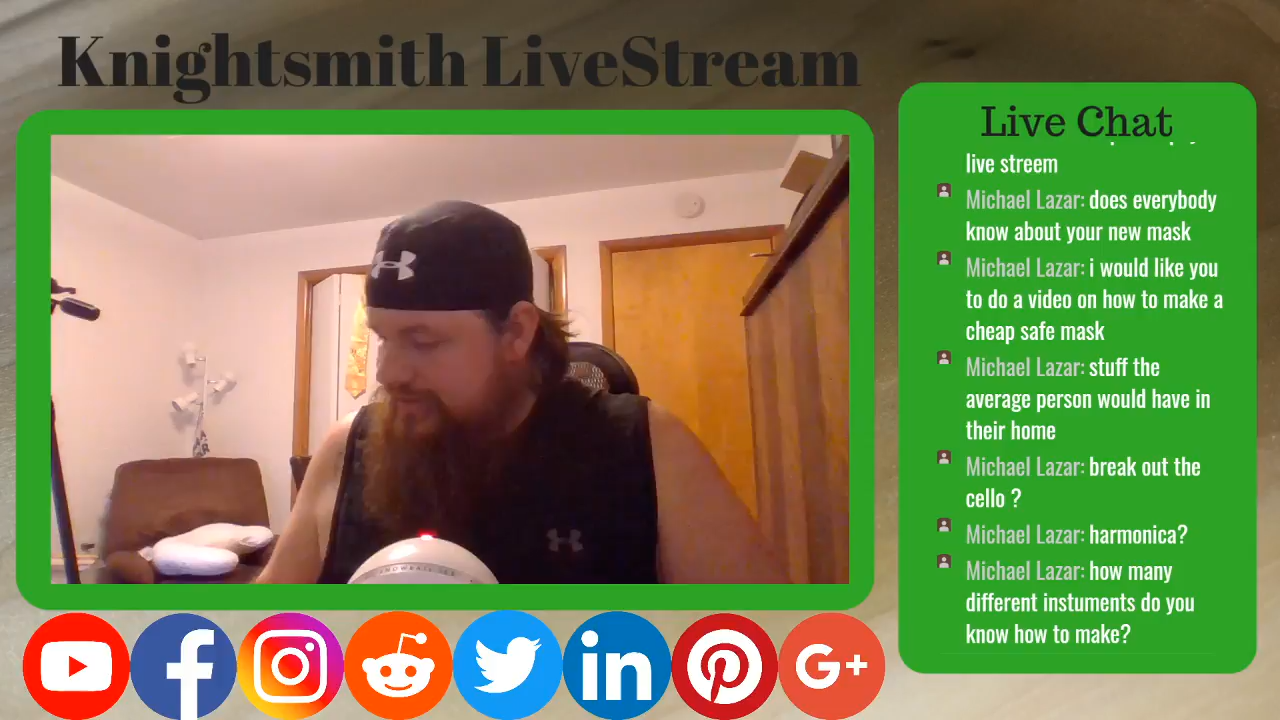 Knightsmith LiveStream
Live Chat
live streem
Michael Lazar: does everybody
know about your new mask
Michael Lazar: i would like you
to do a video on how to make a
cheap safe mask
Michael Lazar: stuff the
average person would have in
their home
Michael Lazar: break out the
cello ?
Michael Lazar: harmonica?
Michael Lazar: how many
different instuments do you
know how to make?
f
in
G+